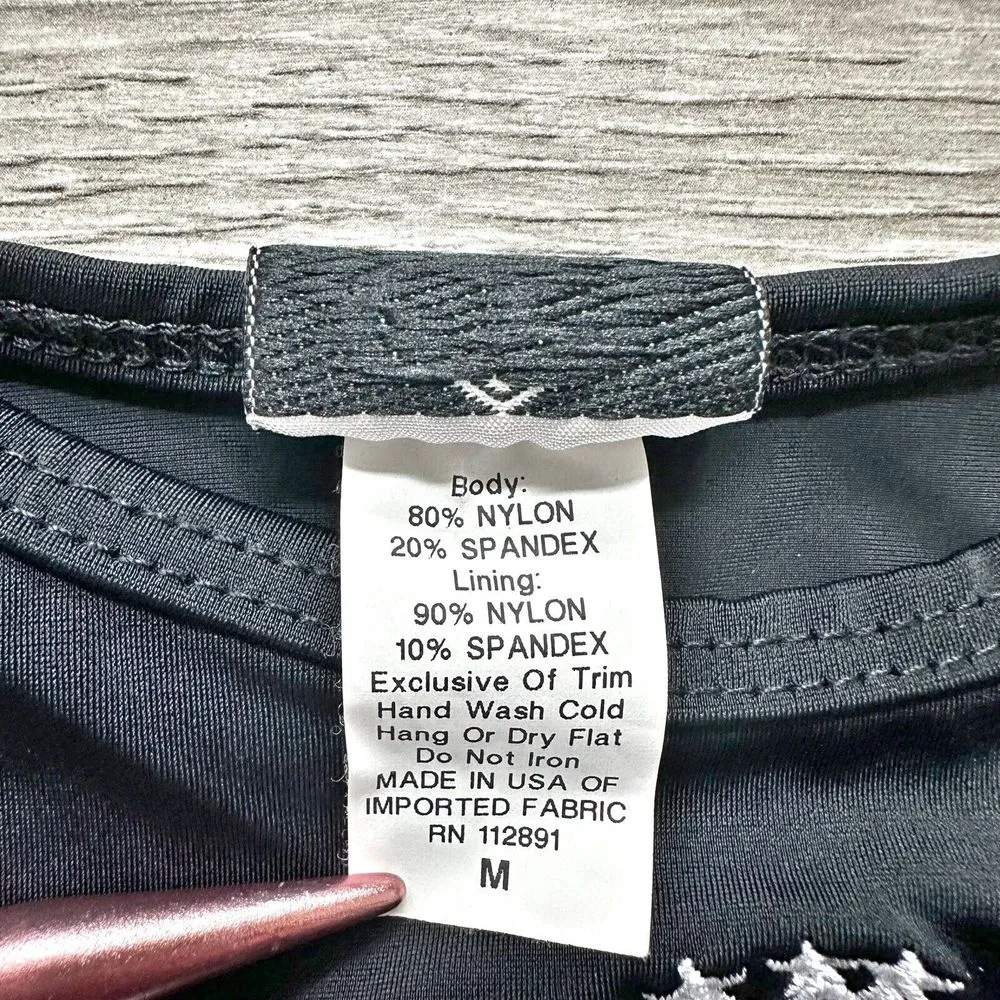 Body:
80% NYLON
20% SPANDEX
Lining:
90% NYLON
10% SPANDEX
Exclusive Of Trim
Hand Wash Cold
Hang Or Dry Flat
Do Not Iron
MADE IN USA OF
IMPORTED FABRIC
RN 112891
M